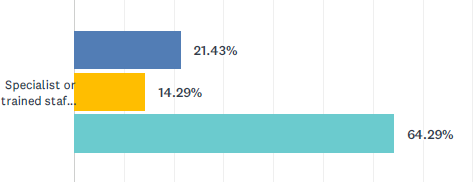 21.43%
Specialist or
trained staf...
14.29%
64.29%